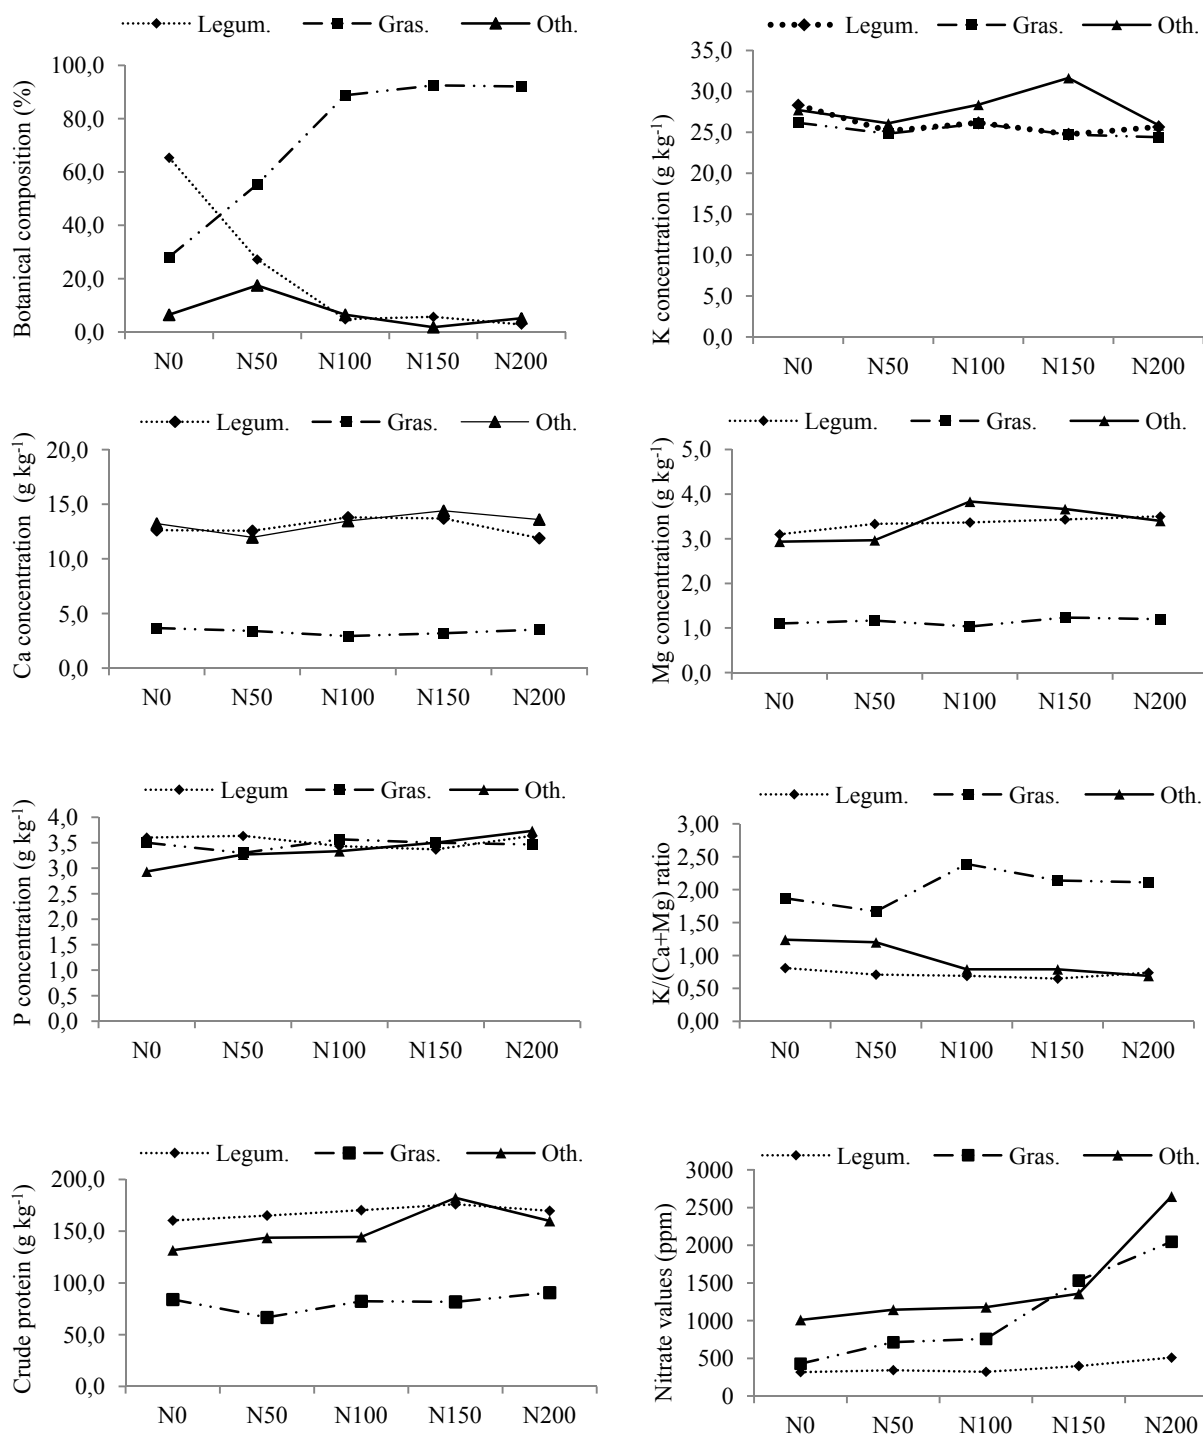 Legum. Gras. Oth.
Botanical composition (%)
100,0
80,0
60,0
40,0
20,0
0,0
N0 N50 N100 N150 N200
Legum. Gras. Oth.
K concentration (g kg-1)
35,0
30,0
25,0
20,0
15,0
10,0
5,0
0,0
N0 N50 N100 N150 N200
Legum. Gras. Oth.
Ca concentration (g kg-1)
20,0
15,0
10,0
5,0
0,0
N0 N50 N100 N150 N200
Legum. Gras. Oth.
Mg concentration (g kg-1)
5,0
4,0
3,0
2,0
1,0
0,0
N0 N50 N100 N150 N200
Legum Gras. Oth.
P concentration (g kg-1)
4,0
3,5
3,0
2,5
2,0
1,5
1,0
0,5
0,0
N0 N50 N100 N150 N200
Legum. Gras. Oth.
K/(Ca+Mg) ratio
3,00
2,50
2,00
1,50
1,00
0,50
0,00
N0 N50 N100 N150 N200
Legum. Gras. Oth.
Crude protein (g kg-1)
200,0
150,0
100,0
50,0
0,0
N0 N50 N100 N150 N200
Legum. Gras. Oth.
Nitrate values (ppm)
3000
2500
2000
1500
1000
500
0
N0 N50 N100 N150 N200